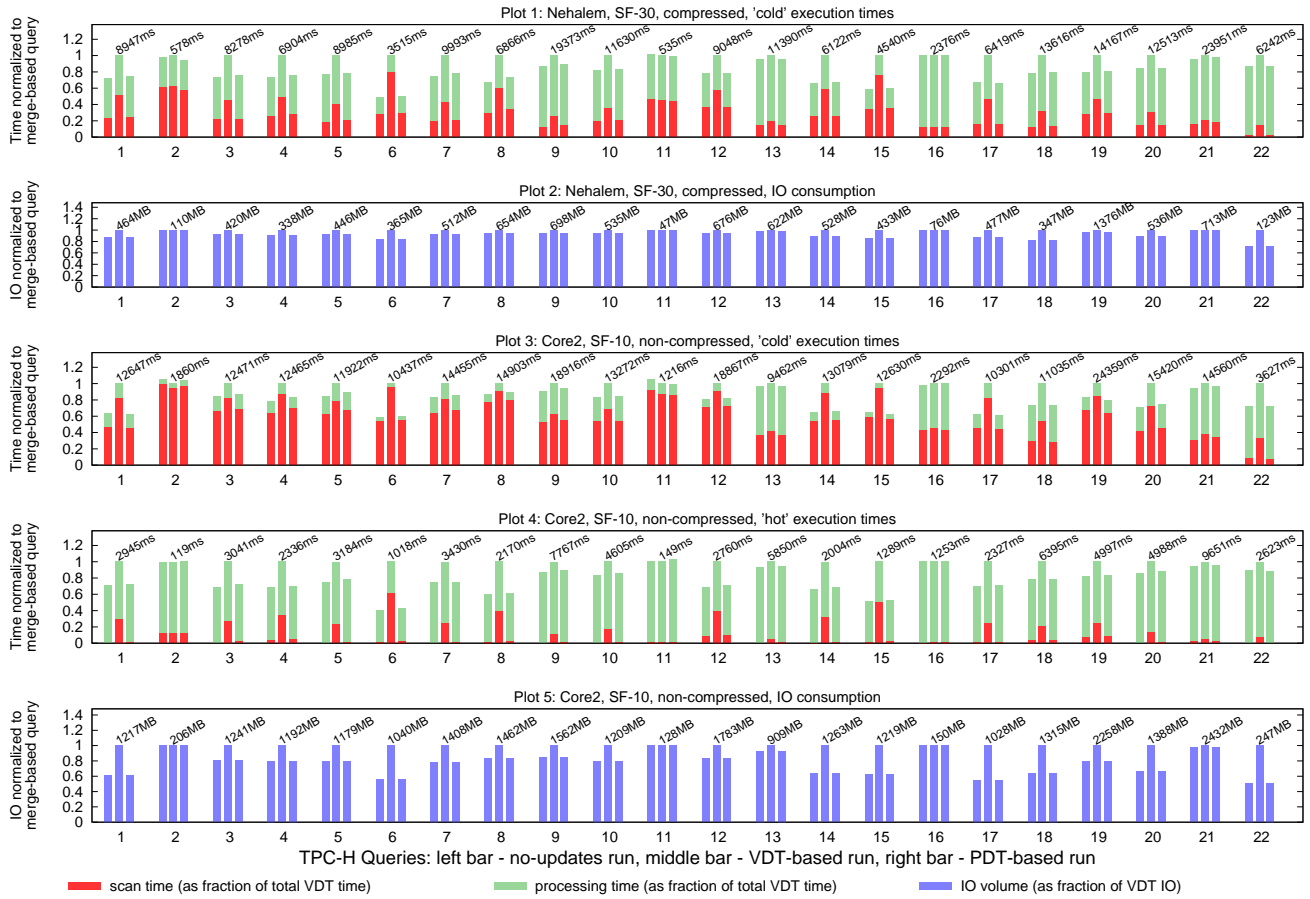 Plot 1: Nehalem, SF-30, compressed, 'cold' execution times
Time normalized to
merge-based query
1.2
1
0.8
0.6
0.4
0.2
0
8947ms 578ms 8278ms 6904ms 8985ms 3515ms 9993ms 6866ms 19373ms 11630ms 535ms 9048ms 11390ms 6122ms 4540ms 2376ms 6419ms 13616ms 14167ms 12513ms 23951ms 6242ms
1 2 3 4 5 6 7 8 9 10 11 12 13 14 15 16 17 18 19 20 21 22
Plot 2: Nehalem, SF-30, compressed, IO consumption
IO normalized to
merge-based query
1.4
1.2
1
0.8
0.6
0.4
0.2
0
464MB 110MB 420MB 338MB 446MB 365MB 512MB 654MB 698MB 535MB 47MB 676MB 622MB 528MB 433MB 76MB 477MB 347MB 1376MB 536MB 713MB 123MB
1 2 3 4 5 6 7 8 9 10 11 12 13 14 15 16 17 18 19 20 21 22
Plot 3: Core2, SF-10, non-compressed, 'cold' execution times
Time normalized to
merge-based query
1.2
1
0.8
0.6
0.4
0.2
0
12647ms 1860ms 12471ms 12465ms 11922ms 10437ms 14455ms 14903ms 18916ms 13272ms 1216ms 18867ms 9462ms 13079ms 12630ms 2292ms 10301ms 11035ms 24359ms 15420ms 14560ms 3627ms
1 2 3 4 5 6 7 8 9 10 11 12 13 14 15 16 17 18 19 20 21 22
Plot 4: Core2, SF-10, non-compressed, 'hot' execution times
Time normalized to
merge-based query
1.2
1
0.8
0.6
0.4
0.2
0
2945ms 119ms 3041ms 2336ms 3184ms 1018ms 3430ms 2170ms 7767ms 4605ms 149ms 2760ms 5850ms 2004ms 1289ms 1253ms 2327ms 6395ms 4997ms 4988ms 9651ms 2623ms
1 2 3 4 5 6 7 8 9 10 11 12 13 14 15 16 17 18 19 20 21 22
Plot 5: Core2, SF-10, non-compressed, IO consumption
IO normalized to
merge-based query
1.4
1.2
1
0.8
0.6
0.4
0.2
0
1217MB 206MB 1241MB 1192MB 1179MB 1040MB 1408MB 1462MB 1562MB 1209MB 128MB 1783MB 909MB 1263MB 1219MB 150MB 1028MB 1315MB 2258MB 1388MB 2432MB 247MB
1 2 3 4 5 6 7 8 9 10 11 12 13 14 15 16 17 18 19 20 21 22
TPC-H Queries: left bar - no-updates run, middle bar - VDT-based run, right bar - PDT-based run
scan time (as fraction of total VDT time) processing time (as fraction of total VDT time) IO volume (as fraction of VDT IO)